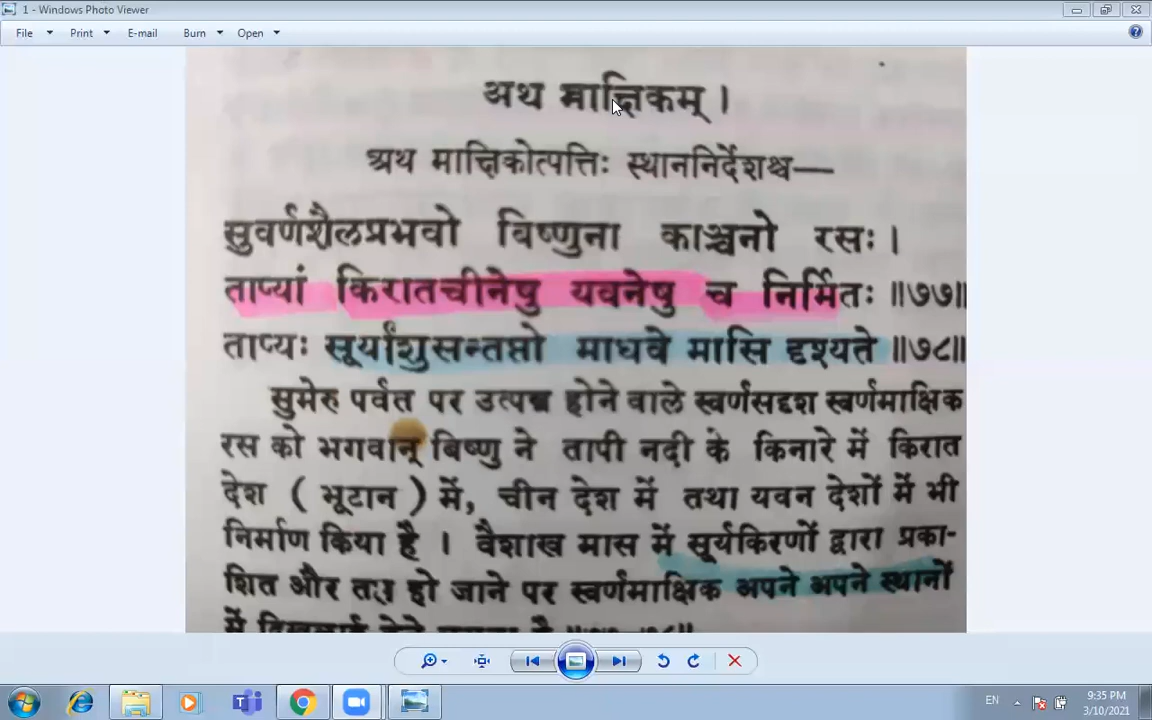 1 - Windows Photo Viewer
File Print E-mail Burn Open
अथ माक्षिकम् ।
अथ माक्षिकोत्पत्तिः स्थाननिर्देशश्च—
सुवर्णशैलप्रभवो विष्णुना काञ्चनो रसः ।
ताप्यां किरातचीनेषु यवनेषु च निर्मितः ॥७७॥
ताप्यः सूर्यांशुसन्तप्तो माधवे मासि दृश्यते ॥७८॥
सुमेरु पर्वत पर उत्पन्न होने वाले स्वर्णसदृश स्वर्णमाक्षिक
रस को भगवान् बिष्णु ने तापी नदी के किनारे में किरात
देश ( भूटान ) में, चीन देश में तथा यवन देशों में भी
निर्माण किया है । वैशाख मास में सूर्यकिरणों द्वारा प्रका-
शित और तप्त हो जाने पर स्वर्णमाक्षिक अपने अपने स्थानों
EN
9:35 PM
3/10/2021